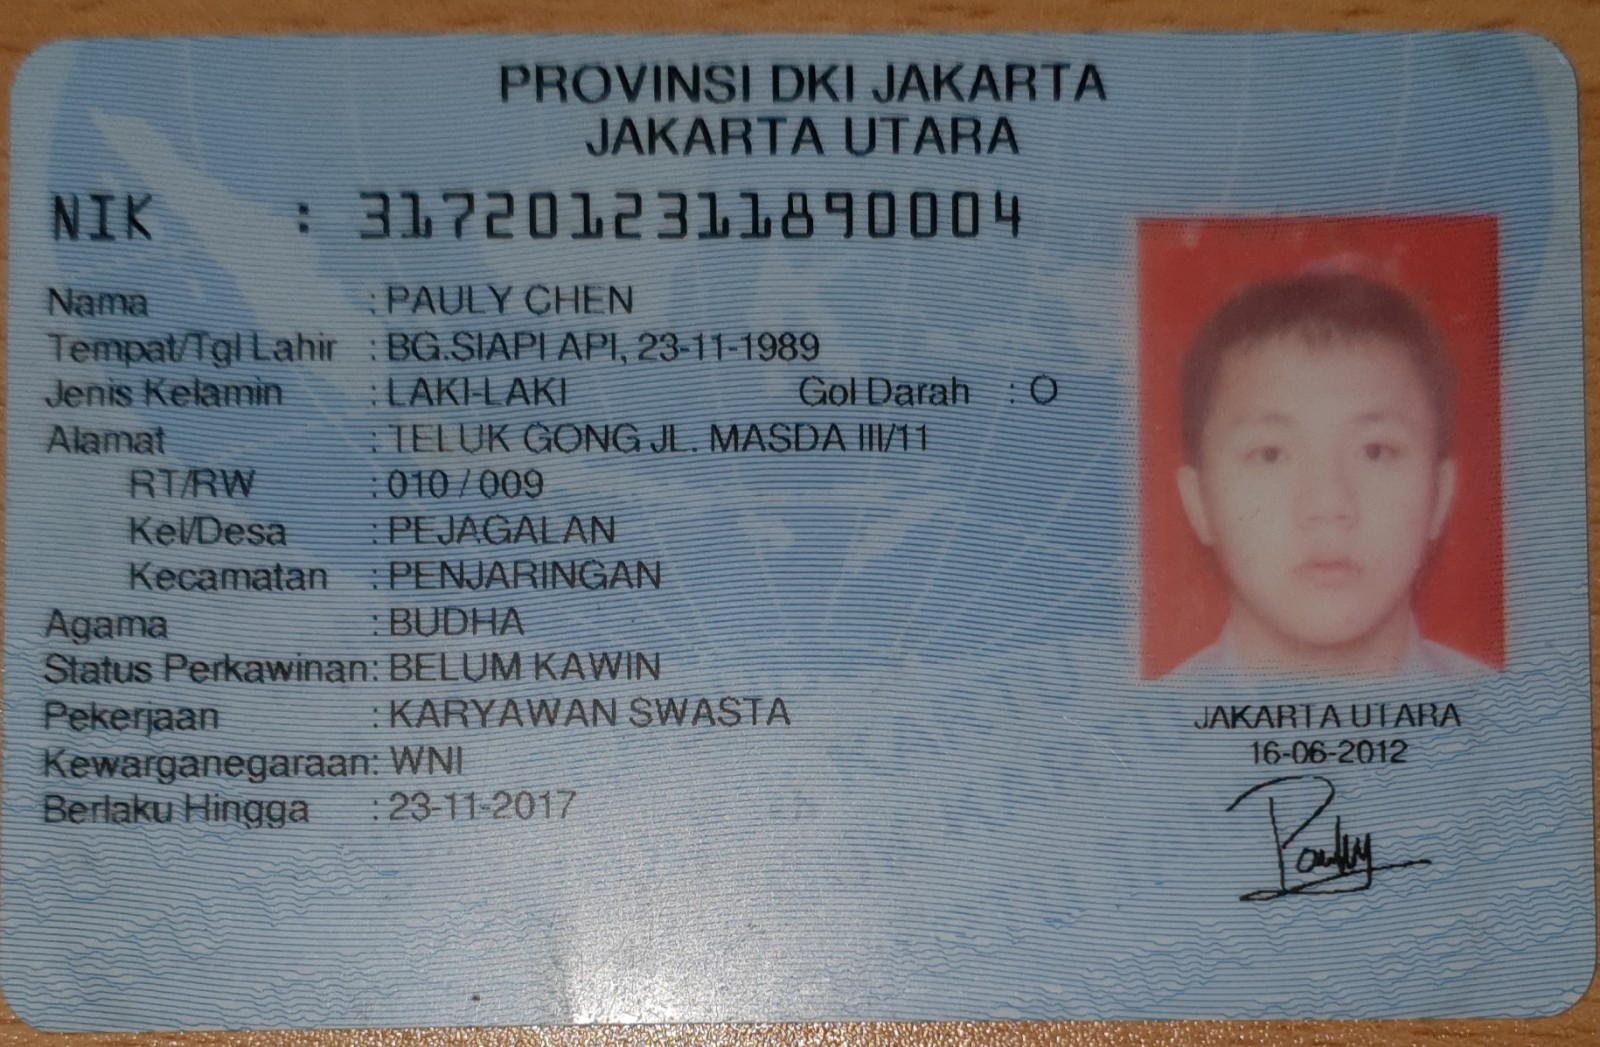 PROVINSI DKI JAKARTA
JAKARTA UTARA
NIK : 3172012311890004
Nama : PAULY CHEN
Tempat/Tgl Lahir : BG.SIAPI API, 23-11-1989
Jenis Kelamin : LAKI-LAKI Gol Darah : O
Alamat : TELUK GONG JL. MASDA III/11
RT/RW : 010 / 009
Kel/Desa : PEJAGALAN
Kecamatan : PENJARINGAN
Agama : BUDHA
Status Perkawinan: BELUM KAWIN
Pekerjaan : KARYAWAN SWASTA
Kewarganegaraan: WNI
Berlaku Hingga : 23-11-2017
JAKARTA UTARA
16-06-2012
Pauly